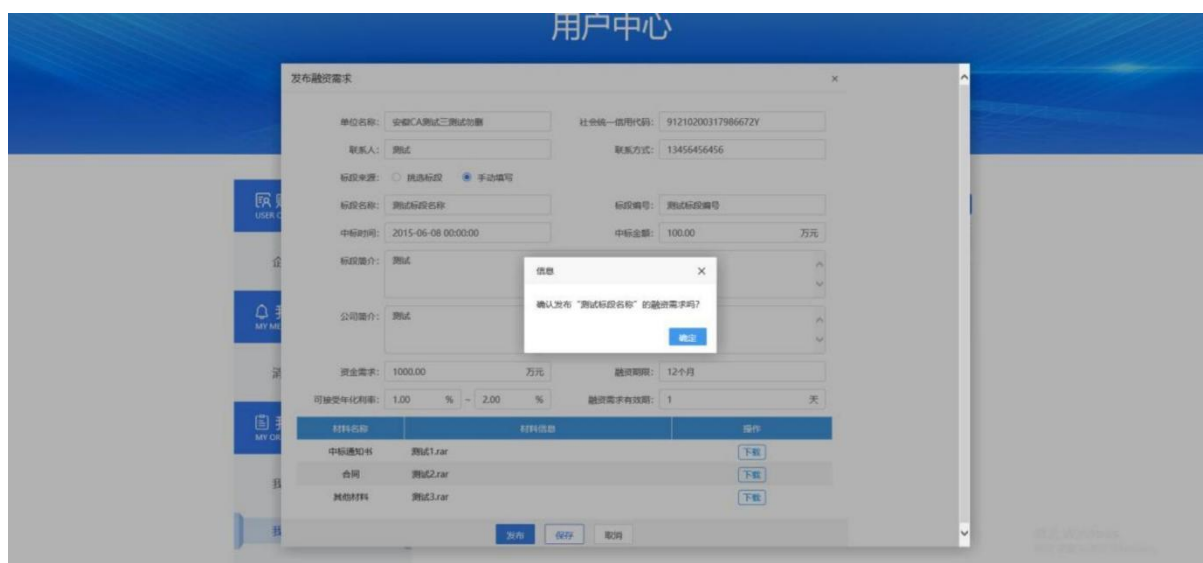 用户中心
发布融资需求 ×
单位名称: 安徽CA测试三测试勿删 社会统一信用代码: 91210200317986672Y
联系人: 测试 联系方式: 13456456456
标段来源: 挑选标段 手动填写
标段名称: 测试标段名称 标段编号: 测试标段编号
中标时间: 2015-06-08 00:00:00 中标金额: 100.00 万元
标段简介: 测试
信息 ×
确认发布“测试标段名称”的融资需求吗?
确定
公司简介: 测试
资金需求: 1000.00 万元 融资期限: 12个月
可接受年化利率: 1.00 % ~ 2.00 % 融资需求有效期: 1 天
材料名称 材料信息 操作
中标通知书 测试1.rar 下载
合同 测试2.rar 下载
其他材料 测试3.rar 下载
发布 保存 取消
USER C
企
MY ME
消
MY OR
我
我